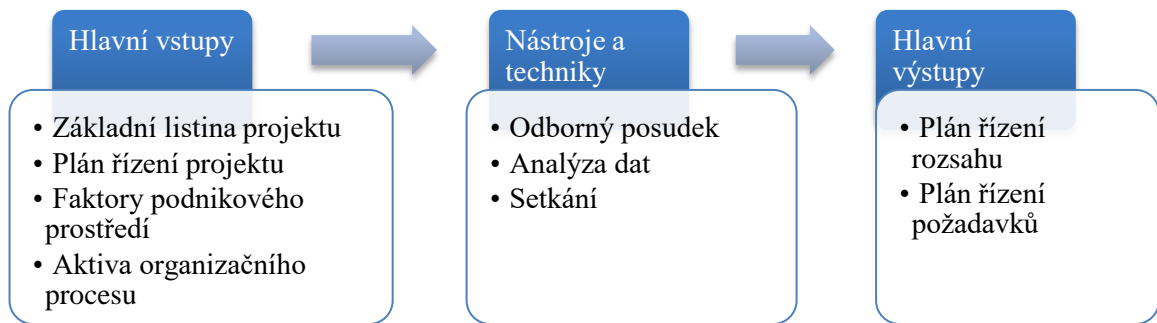 Hlavní vstupy
• Základní listina projektu
• Plán řízení projektu
• Faktory podnikového
prostředí
• Aktiva organizačního
procesu
Nástroje a
techniky
• Odborný posudek
• Analýza dat
• Setkání
Hlavní
výstupy
• Plán řízení
rozsahu
• Plán řízení
požadavků